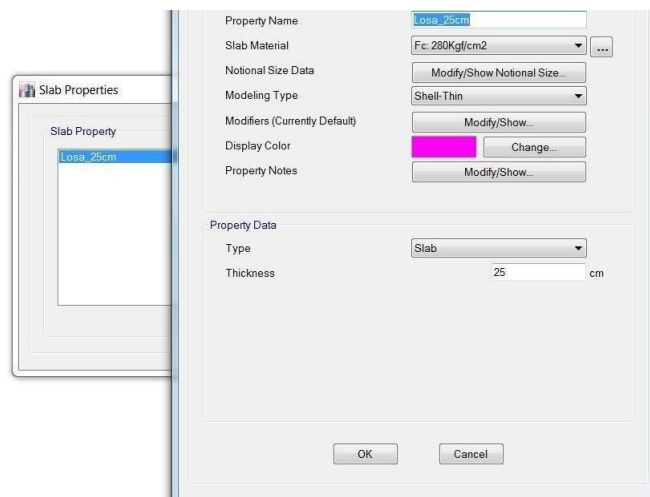 Slab Properties
Slab Property
Losa_25cm
Property Name Losa_25cm
Slab Material Fc: 280Kgf/cm2 ...
Notional Size Data Modify/Show Notional Size...
Modeling Type Shell-Thin
Modifiers (Currently Default) Modify/Show...
Display Color Change...
Property Notes Modify/Show...
Property Data
Type Slab
Thickness 25 cm
OK Cancel